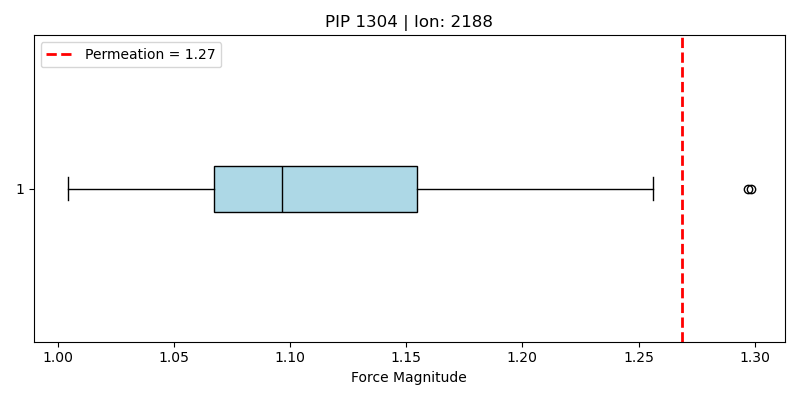 PIP 1304 | Ion: 2188
Permeation = 1.27
1
1.00 1.05 1.10 1.15 1.20 1.25 1.30
Force Magnitude